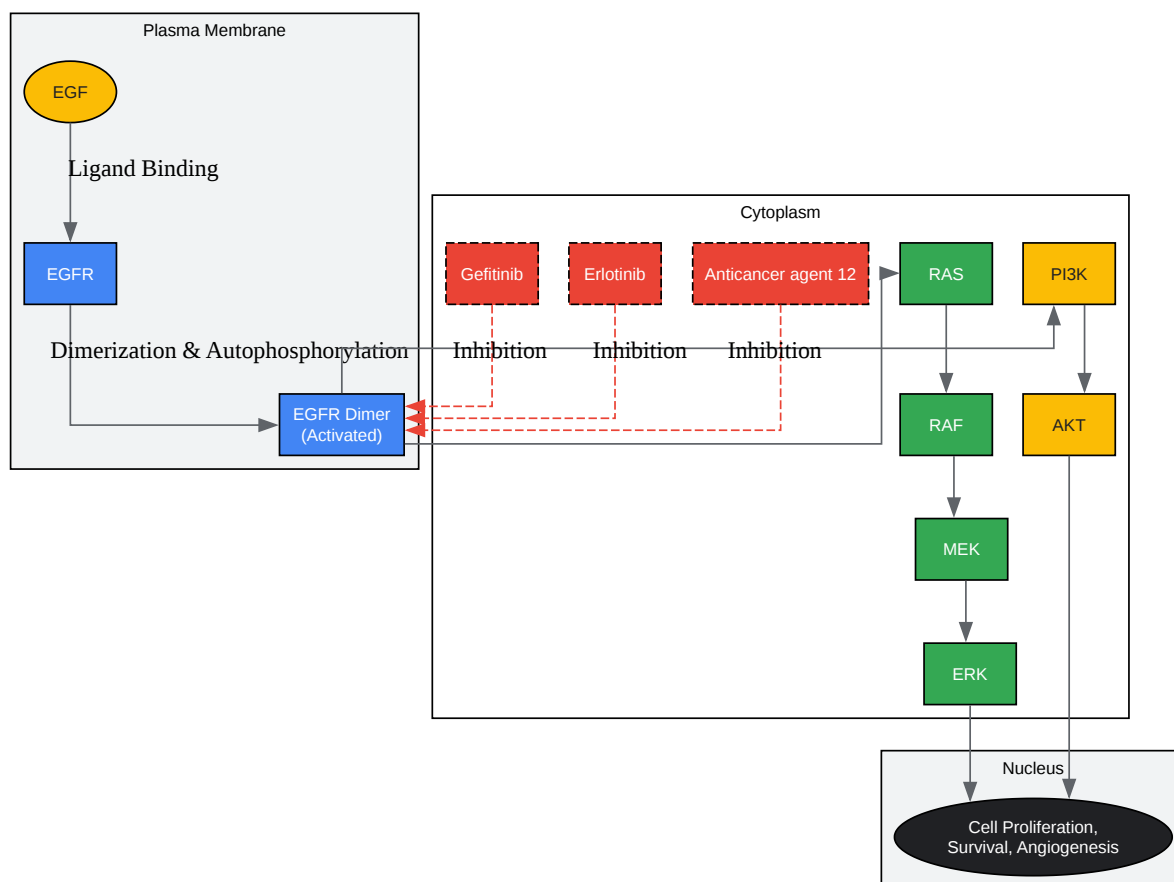 Plasma Membrane
EGF
Ligand Binding
Cytoplasm
EGFR
Gefitinib
Erlotinib
Anticancer agent 12
RAS
PI3K
Dimerization & Autophosphorylation
Inhibition
Inhibition
Inhibition
EGFR Dimer
(Activated)
RAF
AKT
MEK
ERK
Nucleus
Cell Proliferation,
Survival, Angiogenesis